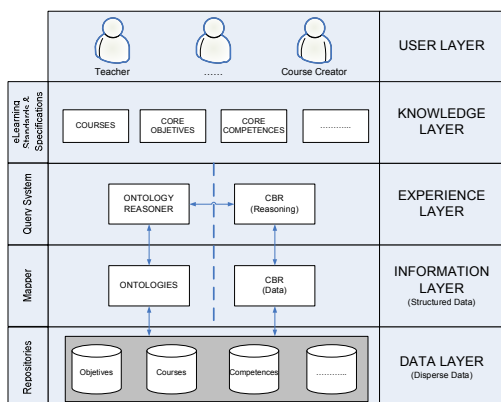 USER LAYER
Teacher
......
Course Creator
eLearning
Standards &
Specifications
COURSES
CORE
OBJETIVES
CORE
COMPETENCES
............
KNOWLEDGE
LAYER
Query System
ONTOLOGY
REASONER
CBR
(Reasoning)
EXPERIENCE
LAYER
Mapper
ONTOLOGIES
CBR
(Data)
INFORMATION
LAYER
(Structured Data)
Repositories
Objetives
Courses
Competences
............
DATA LAYER
(Disperse Data)